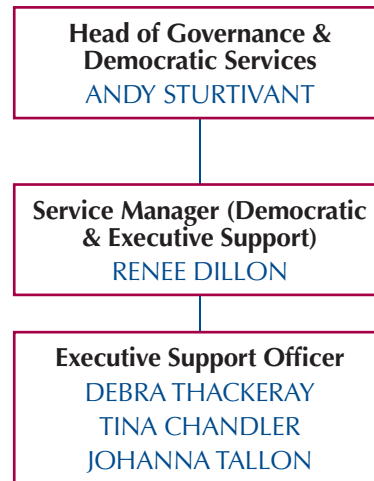 Head of Governance &
Democratic Services
ANDY STURTIVANT
Service Manager (Democratic
& Executive Support)
RENEE DILLON
Executive Support Officer
DEBRA THACKERAY
TINA CHANDLER
JOHANNA TALLON